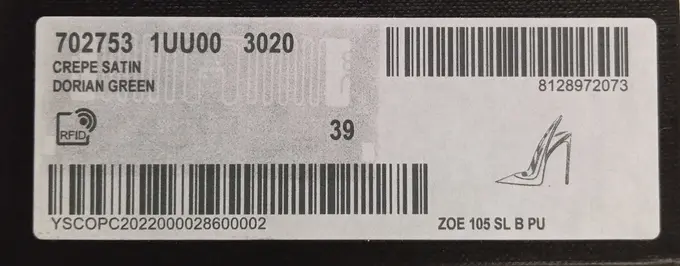 702753 1UU00 3020
CREPE SATIN
DORIAN GREEN
8128972073
RFID
39
YSCOPC2022000028600002
ZOE 105 SL B PU